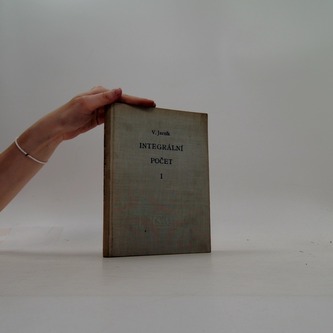 V. Jarník
INTEGRÁLNÍ
POČET
I